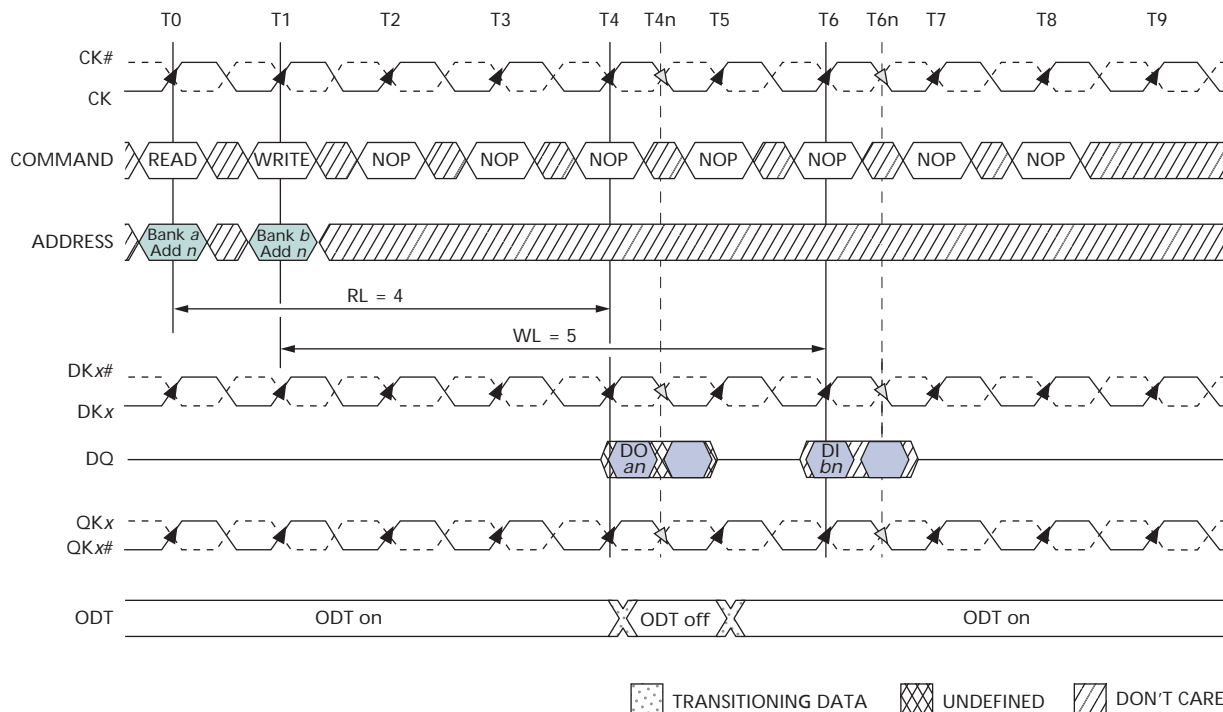 T0 T1 T2 T3 T4 T4n T5 T6 T6n T7 T8 T9
CK#
CK
COMMAND READ WRITE NOP NOP NOP NOP NOP NOP NOP
ADDRESS
Bank a
Add n
Bank b
Add n
RL = 4
WL = 5
DKx#
DKx
DQ
DO
an
DI
bn
QKx
QKx#
ODT ODT on ODT off ODT on
TRANSITIONING DATA UNDEFINED DON'T CARE